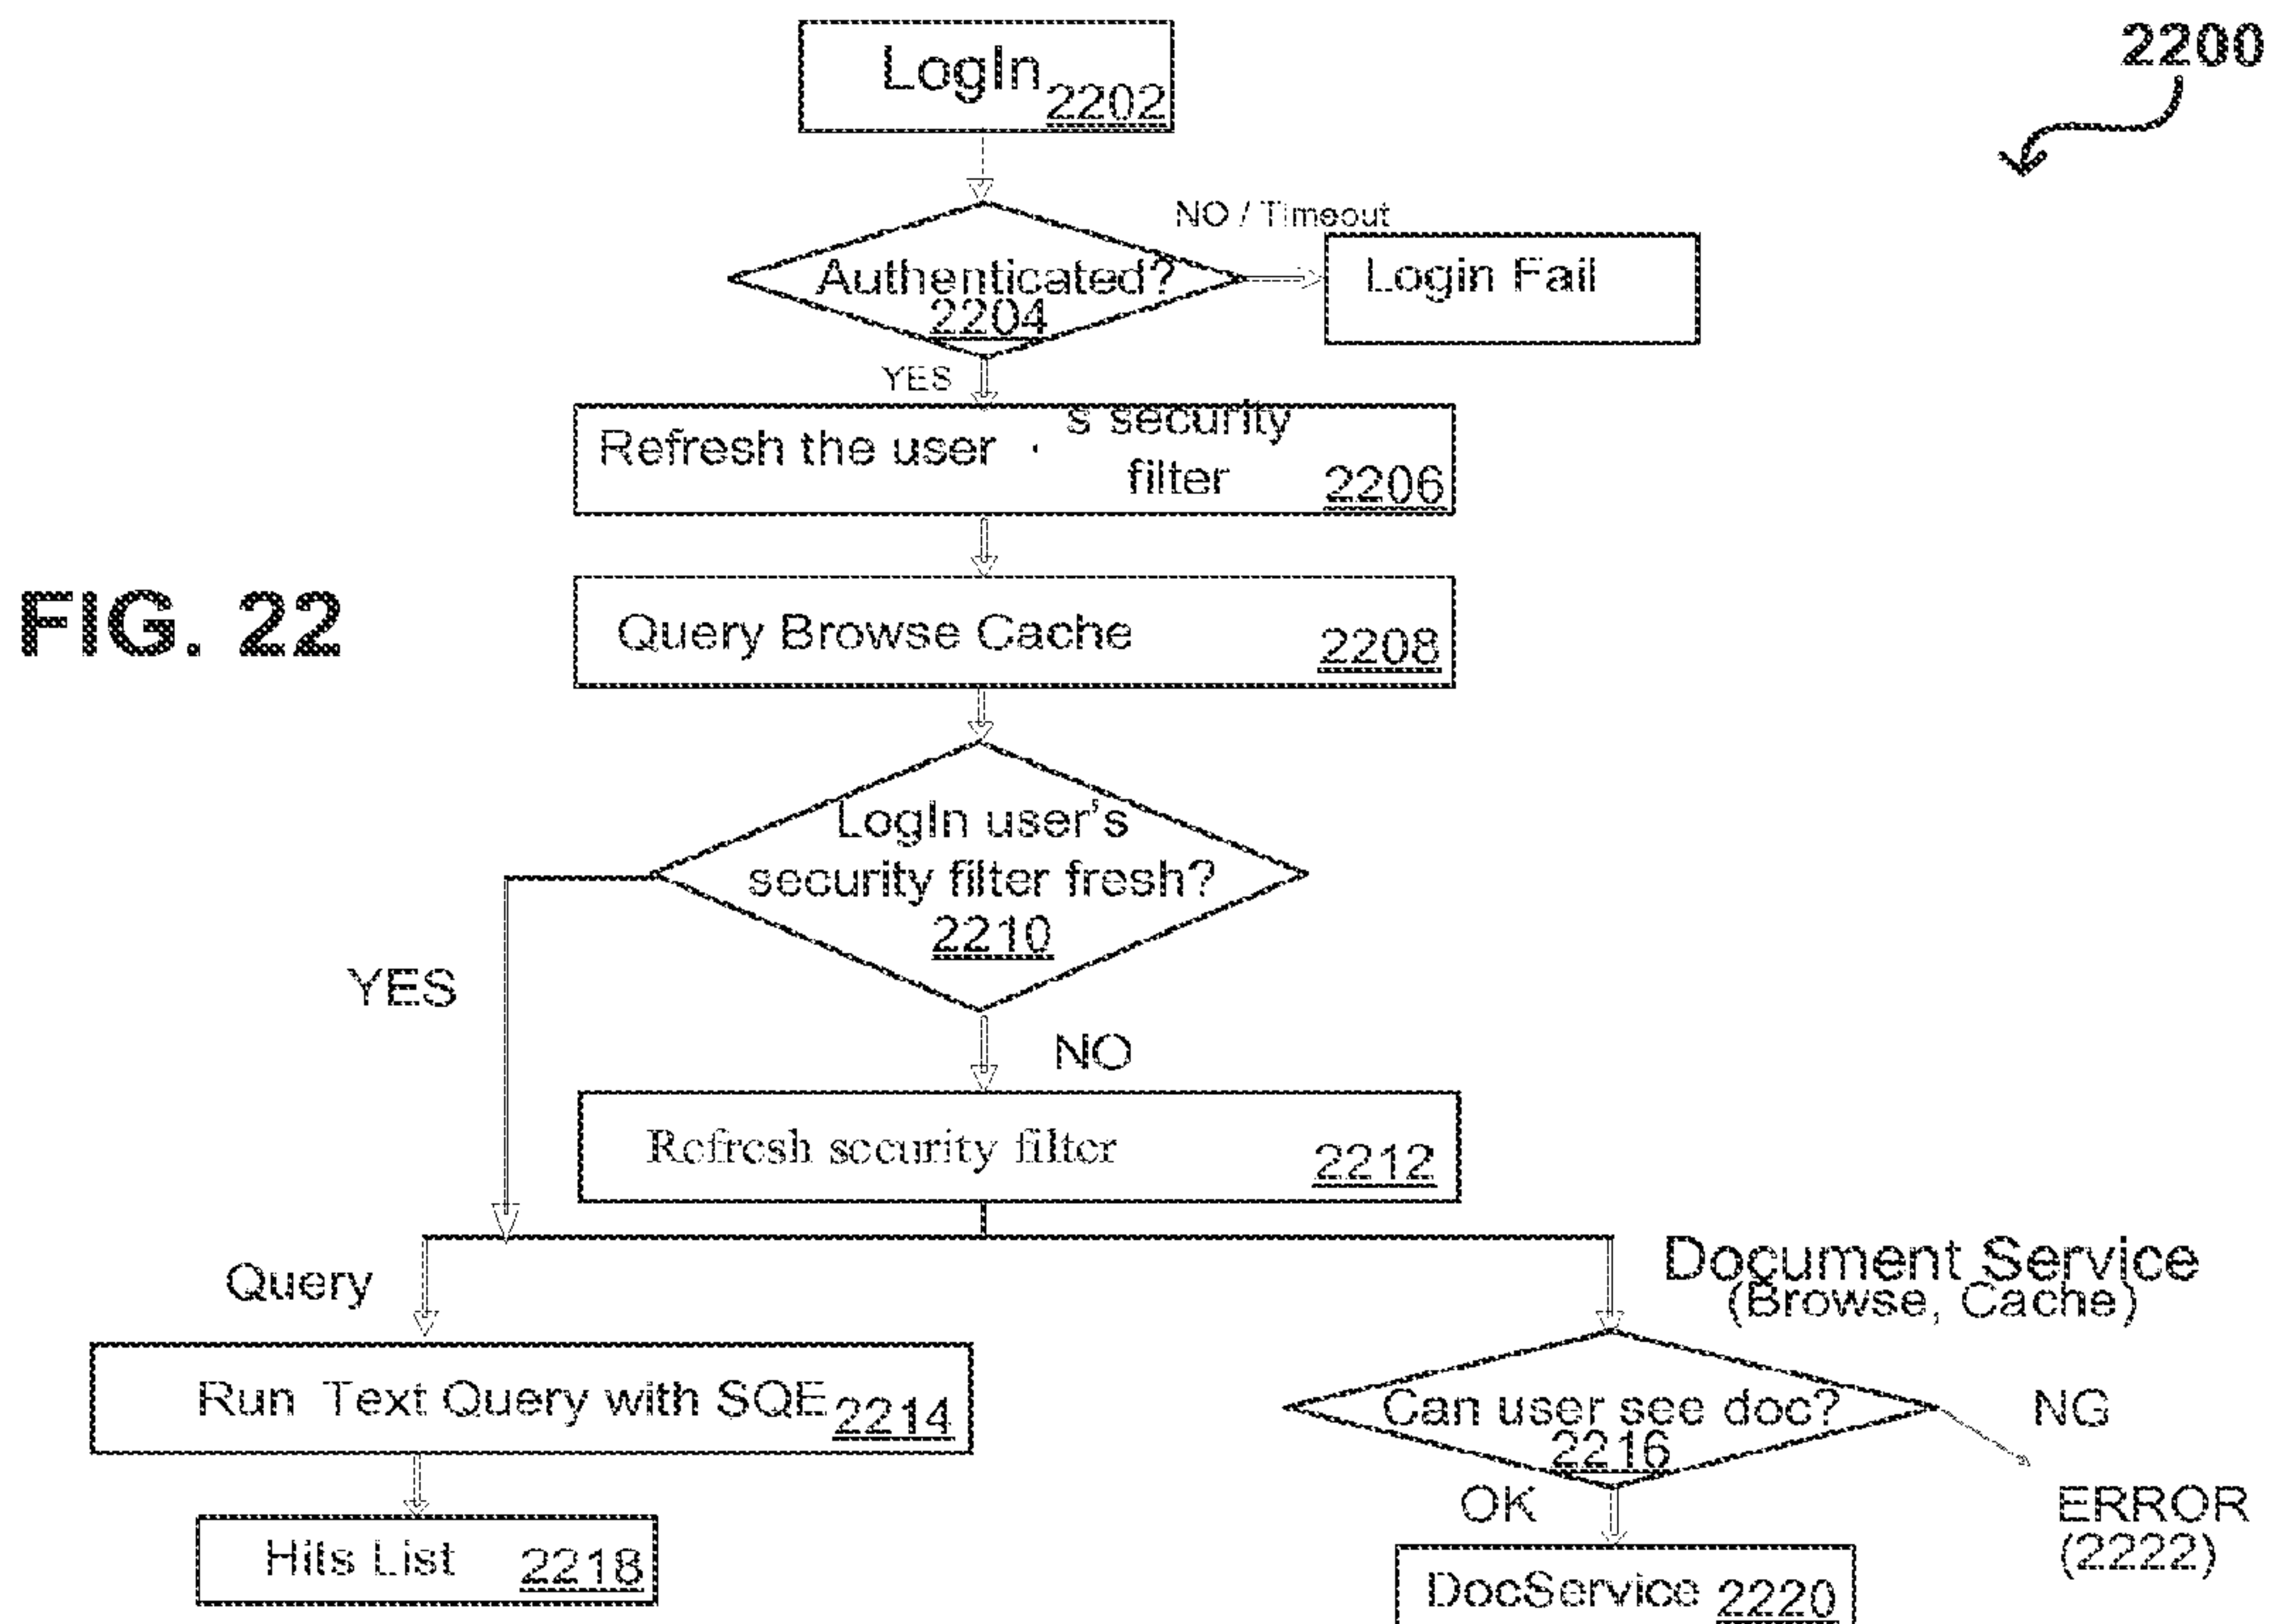 2200
LogIn 2202
NO / Timeout
Authenticated?
2204
Login Fail
YES
Refresh the user ' s security
filter 2206
FIG. 22
Query Browse Cache 2208
LogIn user's
security filter fresh?
2210
YES
NO
Refresh security filter 2212
Query
Document Service
(Browse, Cache)
Run Text Query with SQE 2214
Can user see doc?
2216
NG
OK
ERROR
(2222)
Hits List 2218
DocService 2220